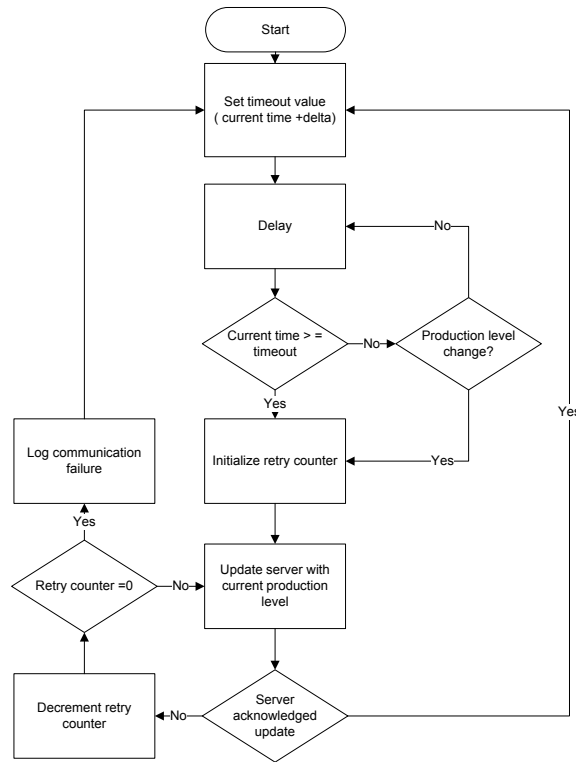 Start
Set timeout value
( current time +delta)
Delay
No
Current time > =
timeout
No
Production level
change?
Yes
Yes
Log communication
failure
Initialize retry counter
Yes
Yes
Retry counter =0
No
Update server with
current production
level
Decrement retry
counter
No
Server
acknowledged
update